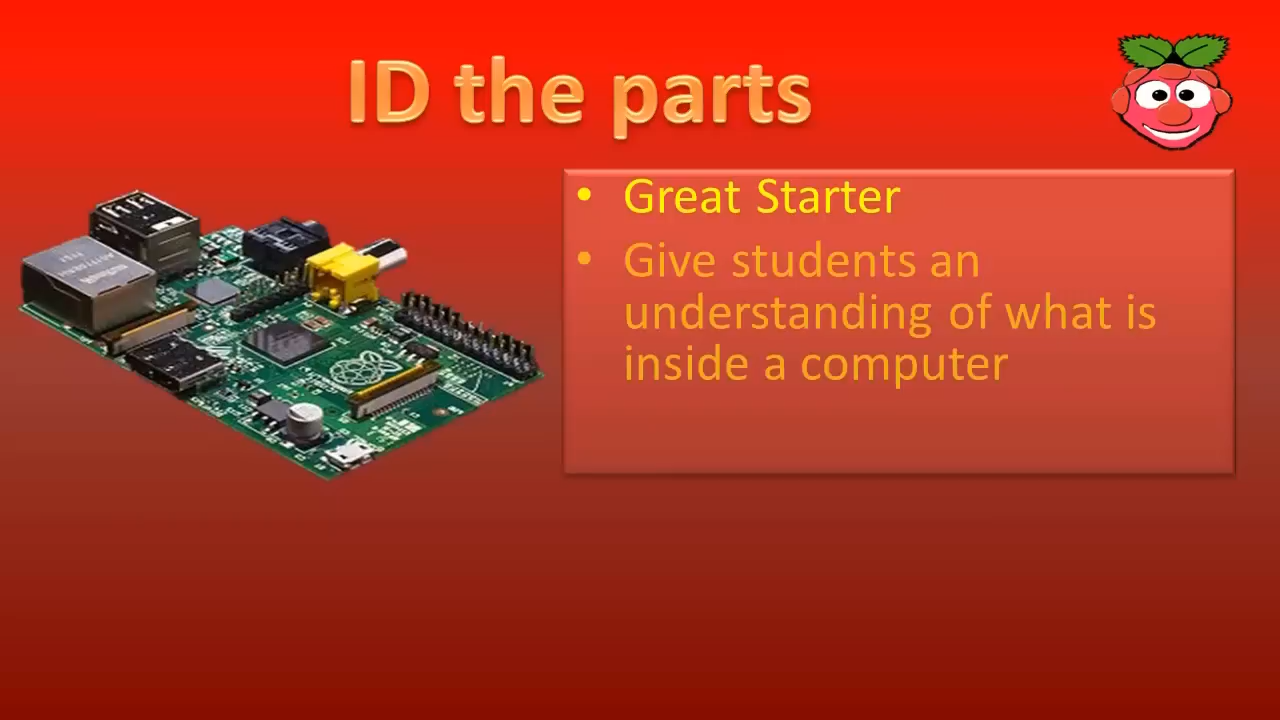 ID the parts
• Great Starter
• Give students an
understanding of what is
inside a computer